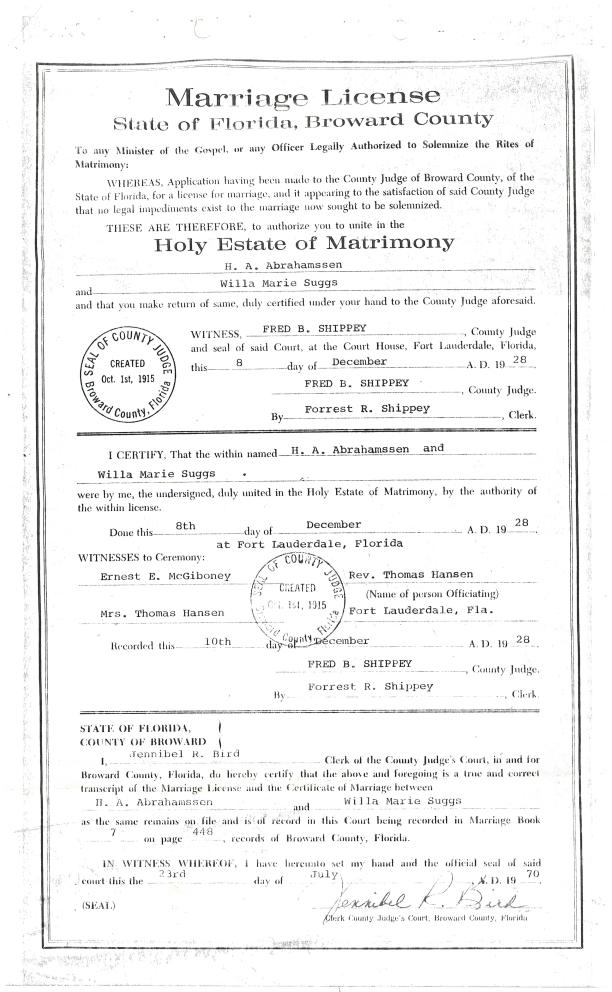 Marriage License
State of Florida, Broward County
To any Minister of the Gospel, or any Officer Legally Authorized to Solemnize the Rites of
Matrimony:
WHEREAS, Application having been made to the County Judge of Broward County, of the
State of Florida, for a license for marriage, and it appearing to the satisfaction of said County Judge
that no legal impediments exist to the marriage now sought to be solemnized.
THESE ARE THEREFORE, to authorize you to unite in the
Holy Estate of Matrimony
H. A. Abrahamssen
and Willa Marie Suggs
and that you make return of same, duly certified under your hand to the County Judge aforesaid.
SEAL OF COUNTY JUDGE
CREATED
Oct. 1st, 1915
Broward County, Florida
WITNESS, FRED B. SHIPPEY, County Judge
and seal of said Court, at the Court House, Fort Lauderdale, Florida,
this 8 day of December A. D. 19 28
FRED B. SHIPPEY, County Judge.
By Forrest R. Shippey, Clerk.
I CERTIFY, That the within named H. A. Abrahamssen and
Willa Marie Suggs
were by me, the undersigned, duly united in the Holy Estate of Matrimony, by the authority of
the within license.
Done this 8th day of December A. D. 19 28
at Fort Lauderdale, Florida
WITNESSES to Ceremony:
SEAL OF COUNTY JUDGE
CREATED
Oct. 1st, 1915
Broward County, Florida
Ernest E. McGiboney Rev. Thomas Hansen
(Name of person Officiating)
Mrs. Thomas Hansen Fort Lauderdale, Fla.
Recorded this 10th day of December A. D. 19 28
FRED B. SHIPPEY, County Judge.
By Forrest R. Shippey, Clerk.
STATE OF FLORIDA,
COUNTY OF BROWARD
I, Jennibel R. Bird Clerk of the County Judge's Court, in and for
Broward County, Florida, do hereby certify that the above and foregoing is a true and correct
transcript of the Marriage License and the Certificate of Marriage between
H. A. Abrahamssen and Willa Marie Suggs
as the same remains on file and is of record in this Court being recorded in Marriage Book
7 on page 448, records of Broward County, Florida.
IN WITNESS WHEREOF, I have hereunto set my hand and the official seal of said
court this the 23rd day of July, A. D. 19 70
(SEAL) Jennibel R. Bird
Clerk County Judge's Court, Broward County, Florida